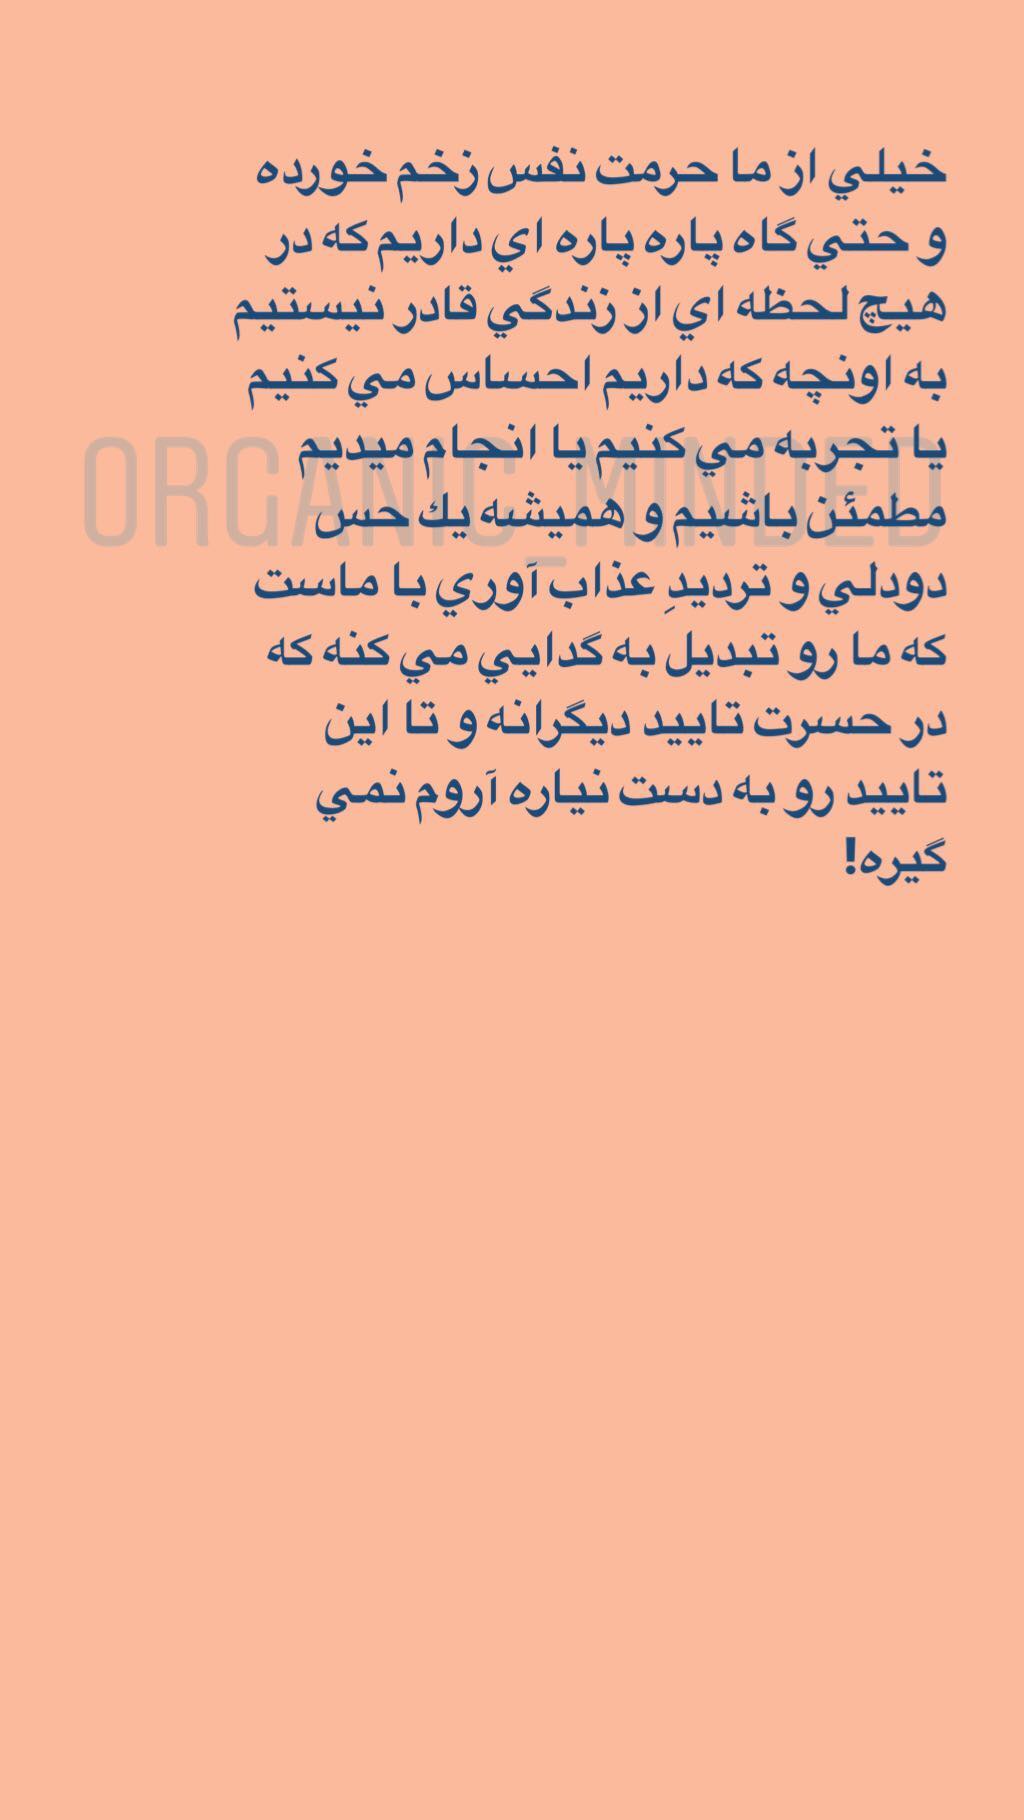 خيلي از ما حرمت نفس زخم خورده
و حتي گاه پاره پاره اي داريم كه در
هيچ لحظه اي از زندگي قادر نيستيم
به اونچه كه داريم احساس مي كنيم
يا تجربه مي كنيم يا انجام ميديم
ORGANIC_MINDED
مطمئن باشيم و هميشه يك حس
دودلي و ترديدِ عذاب آوري با ماست
كه ما رو تبديل به گدايي مي كنه كه
در حسرت تاييد ديگرانه و تا اين
تاييد رو به دست نياره آروم نمي
گيره!